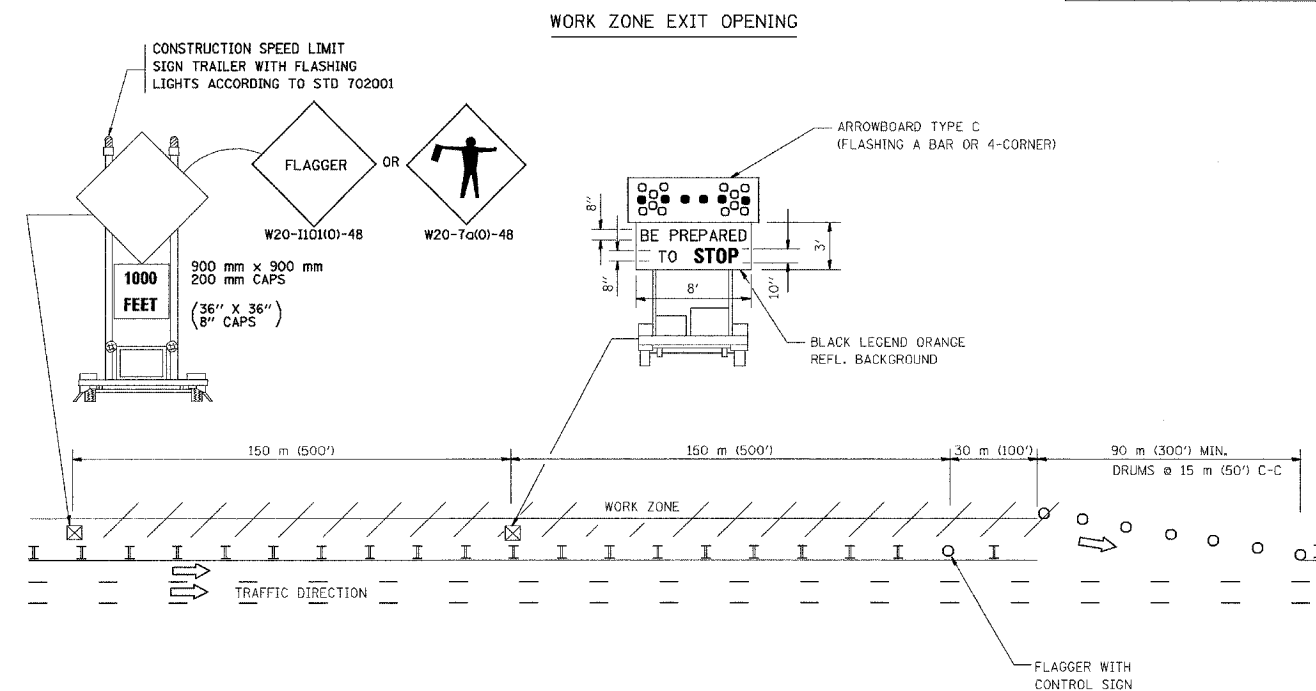 WORK ZONE EXIT OPENING
CONSTRUCTION SPEED LIMIT
SIGN TRAILER WITH FLASHING
LIGHTS ACCORDING TO STD 702001
FLAGGER
OR
W20-I101(O)-48
W20-7a(O)-48
1000
FEET
900 mm x 900 mm
200 mm CAPS
(36" X 36")
(8" CAPS)
ARROWBOARD TYPE C
(FLASHING A BAR OR 4-CORNER)
8"
BE PREPARED
TO STOP
3'
8"
8'
10"
BLACK LEGEND ORANGE
REFL. BACKGROUND
150 m (500')
150 m (500')
30 m (100')
90 m (300') MIN.
DRUMS @ 15 m (50') C-C
WORK ZONE
TRAFFIC DIRECTION
FLAGGER WITH
CONTROL SIGN